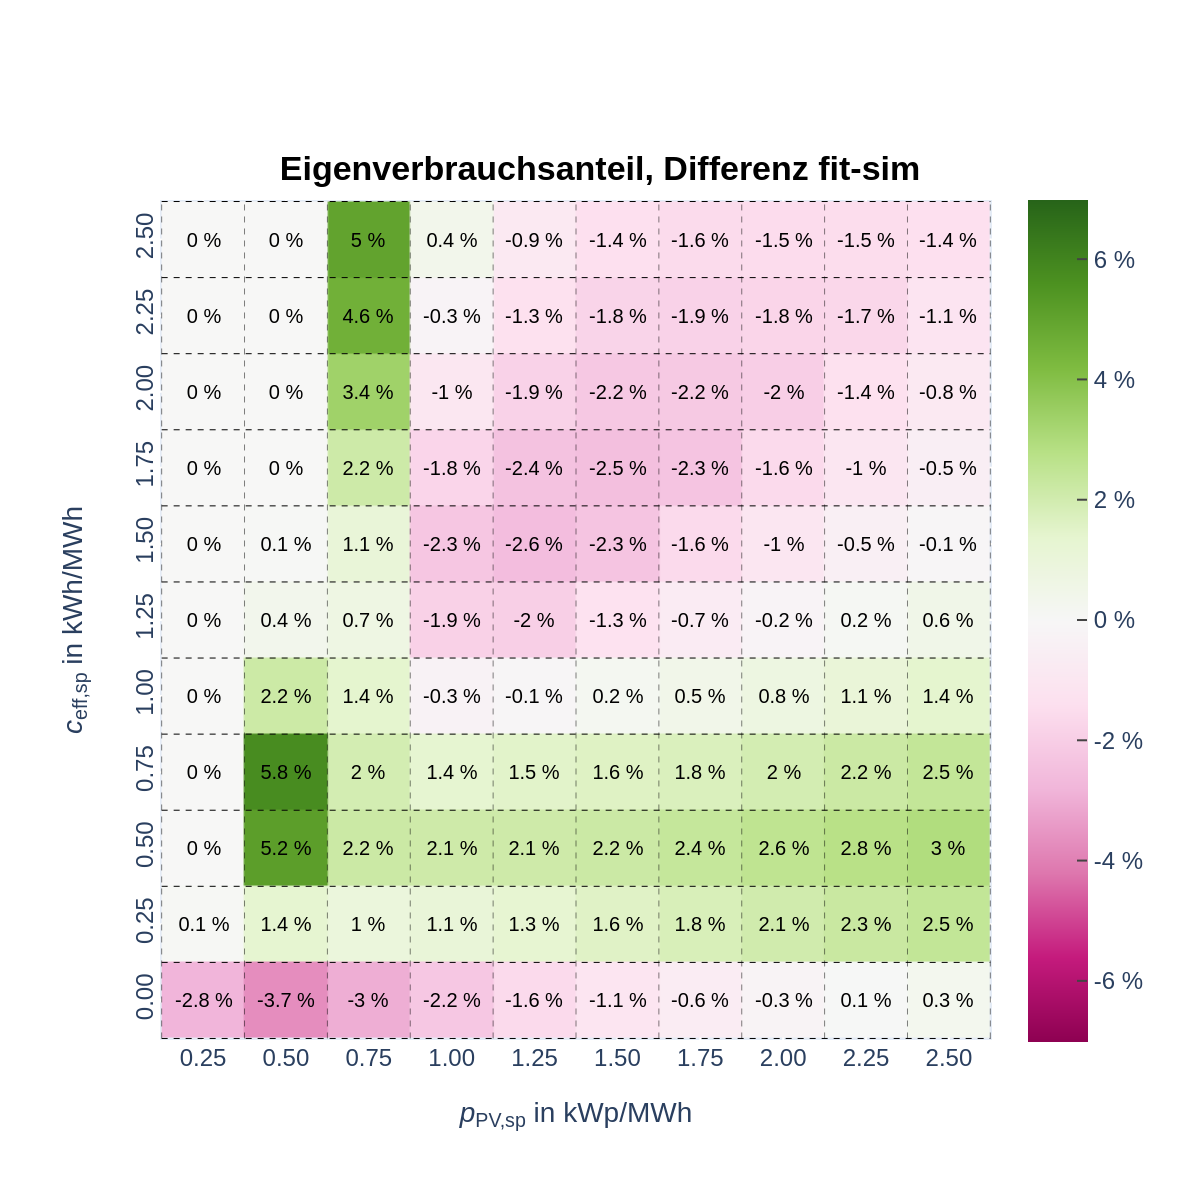 Eigenverbrauchsanteil, Differenz fit-sim
2.50 0 % 0 % 5 % 0.4 % -0.9 % -1.4 % -1.6 % -1.5 % -1.5 % -1.4 %
2.25 0 % 0 % 4.6 % -0.3 % -1.3 % -1.8 % -1.9 % -1.8 % -1.7 % -1.1 %
2.00 0 % 0 % 3.4 % -1 % -1.9 % -2.2 % -2.2 % -2 % -1.4 % -0.8 %
1.75 0 % 0 % 2.2 % -1.8 % -2.4 % -2.5 % -2.3 % -1.6 % -1 % -0.5 %
1.50 0 % 0.1 % 1.1 % -2.3 % -2.6 % -2.3 % -1.6 % -1 % -0.5 % -0.1 %
1.25 0 % 0.4 % 0.7 % -1.9 % -2 % -1.3 % -0.7 % -0.2 % 0.2 % 0.6 %
1.00 0 % 2.2 % 1.4 % -0.3 % -0.1 % 0.2 % 0.5 % 0.8 % 1.1 % 1.4 %
0.75 0 % 5.8 % 2 % 1.4 % 1.5 % 1.6 % 1.8 % 2 % 2.2 % 2.5 %
0.50 0 % 5.2 % 2.2 % 2.1 % 2.1 % 2.2 % 2.4 % 2.6 % 2.8 % 3 %
0.25 0.1 % 1.4 % 1 % 1.1 % 1.3 % 1.6 % 1.8 % 2.1 % 2.3 % 2.5 %
0.00 -2.8 % -3.7 % -3 % -2.2 % -1.6 % -1.1 % -0.6 % -0.3 % 0.1 % 0.3 %
0.25 0.50 0.75 1.00 1.25 1.50 1.75 2.00 2.25 2.50
pPV,sp in kWp/MWh
ceff,sp in kWh/MWh
6 %
4 %
2 %
0 %
-2 %
-4 %
-6 %